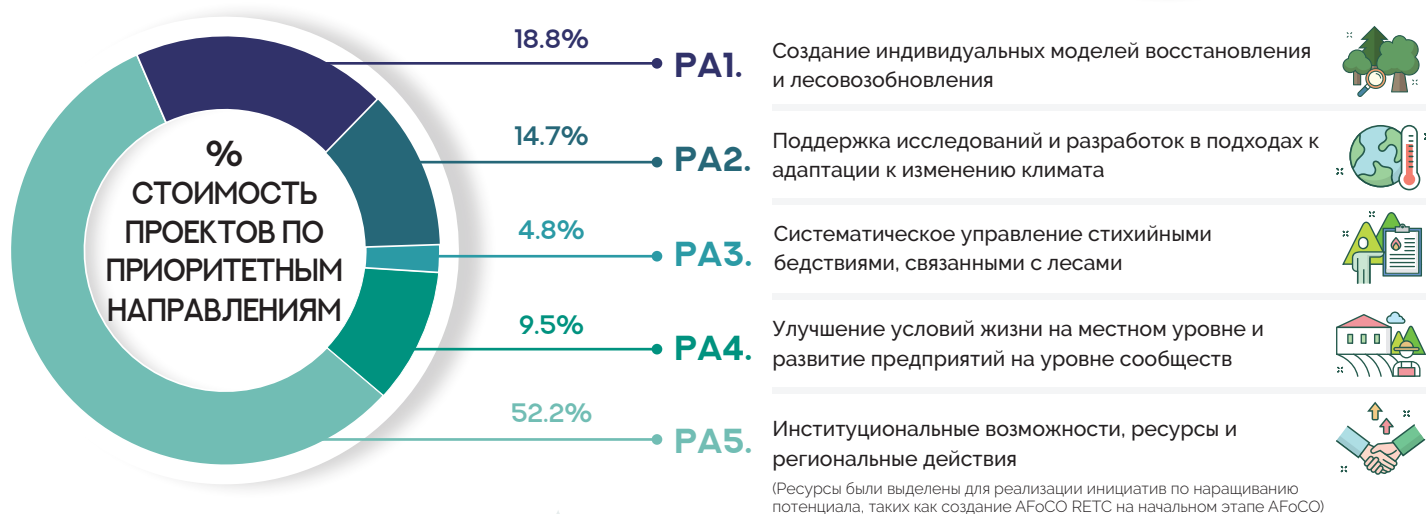 %
СТОИМОСТЬ
ПРОЕКТОВ ПО
ПРИОРИТЕТНЫМ
НАПРАВЛЕНИЯМ
18.8%
PA1.
Создание индивидуальных моделей восстановления
и лесовозобновления
14.7%
PA2.
Поддержка исследований и разработок в подходах к
адаптации к изменению климата
4.8%
PA3.
Систематическое управление стихийными
бедствиями, связанными с лесами
9.5%
PA4.
Улучшение условий жизни на местном уровне и
развитие предприятий на уровне сообществ
52.2%
PA5.
Институциональные возможности, ресурсы и
региональные действия
(Ресурсы были выделены для реализации инициатив по наращиванию
потенциала, таких как создание AFoCO RETC на начальном этапе AFoCO)